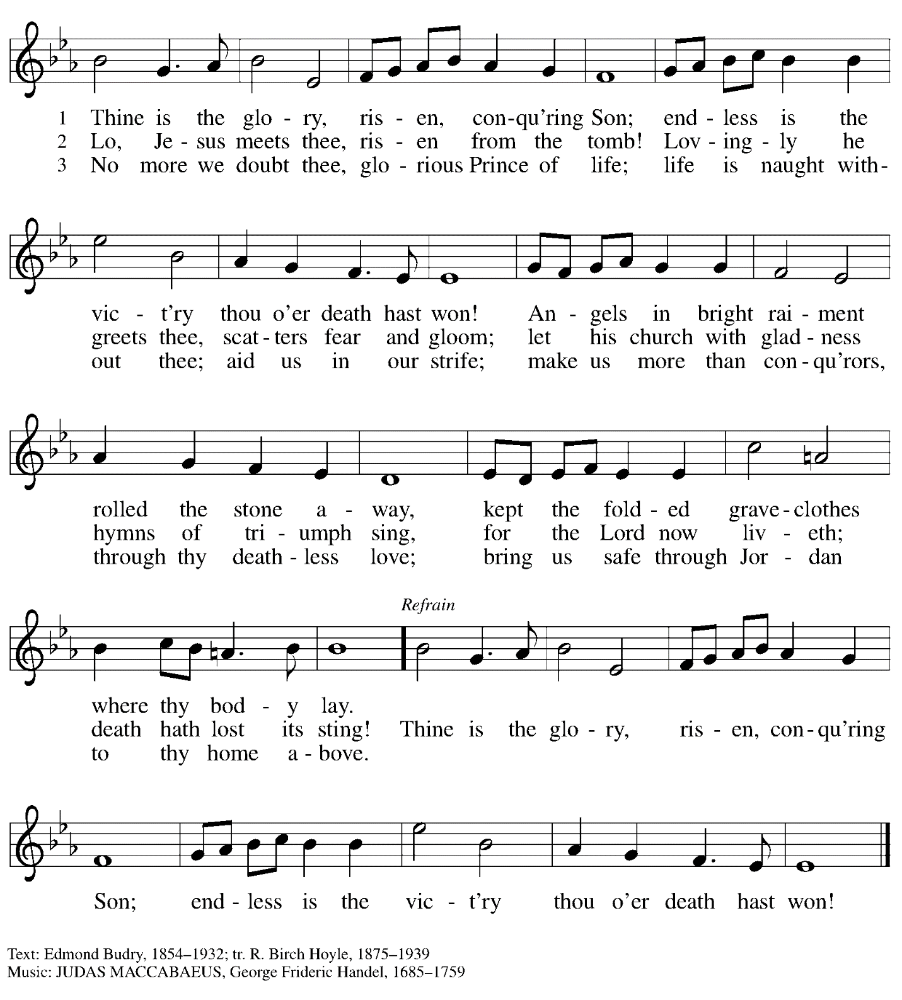 1 Thine is the glo - ry, ris - en, con-qu’ring Son; end - less is the
2 Lo, Je - sus meets thee, ris - en from the tomb! Lov - ing - ly he
3 No more we doubt thee, glo - rious Prince of life; life is naught with-
vic - t’ry thou o’er death hast won! An - gels in bright rai - ment
greets thee, scat - ters fear and gloom; let his church with glad - ness
out thee; aid us in our strife; make us more than con - qu’rors,
rolled the stone a - way, kept the fold - ed grave - clothes
hymns of tri - umph sing, for the Lord now liv - eth;
through thy death - less love; bring us safe through Jor - dan
Refrain
where thy bod - y lay.
death hath lost its sting! Thine is the glo - ry, ris - en, con - qu’ring
to thy home a - bove.
Son; end - less is the vic - t’ry thou o’er death hast won!
Text: Edmond Budry, 1854–1932; tr. R. Birch Hoyle, 1875–1939
Music: JUDAS MACCABAEUS, George Frideric Handel, 1685–1759